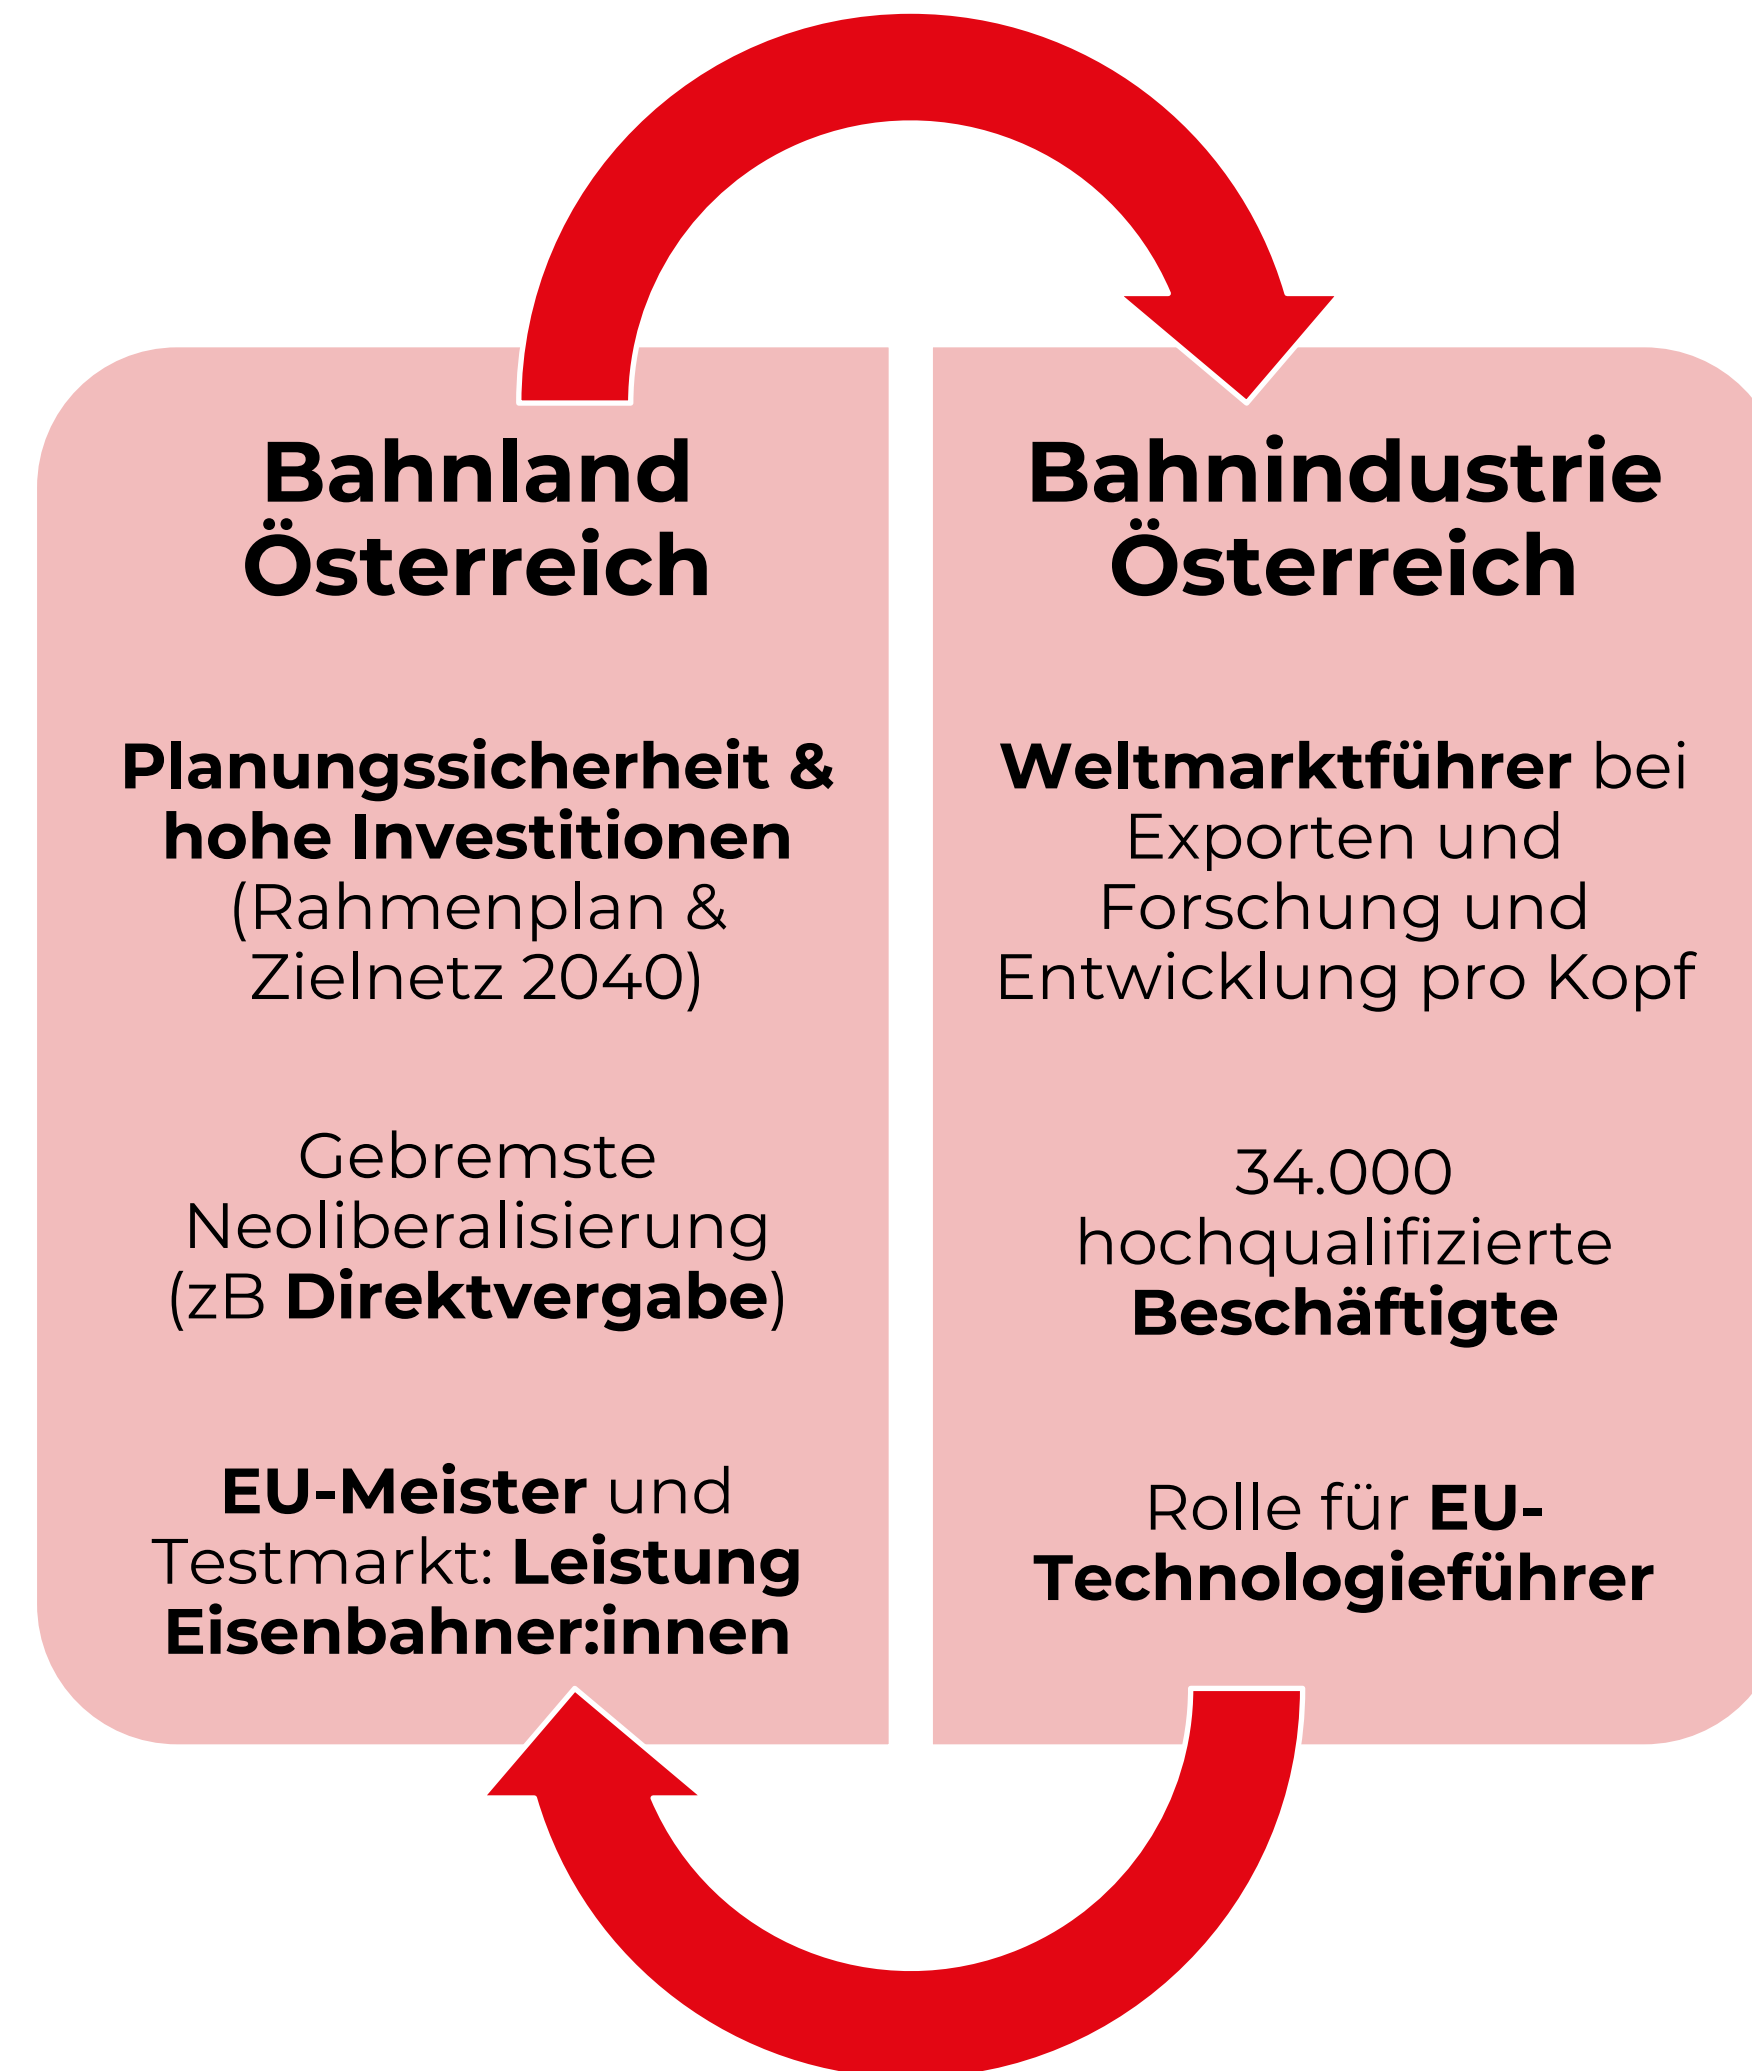 Bahnland
Österreich
Planungssicherheit &
hohe Investitionen
(Rahmenplan &
Zielnetz 2040)
Gebremste
Neoliberalisierung
(zB Direktvergabe)
EU-Meister und
Testmarkt: Leistung
Eisenbahner:innen
Bahnindustrie
Österreich
Weltmarktführer bei
Exporten und
Forschung und
Entwicklung pro Kopf
34.000
hochqualifizierte
Beschäftigte
Rolle für EU-
Technologieführer